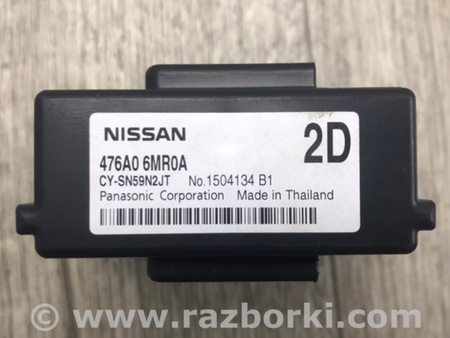 NISSAN
2D
476A0 6MR0A
CY-SN59N2JT No.1504134 B1
Panasonic Corporation Made in Thailand
© www.razborki.com